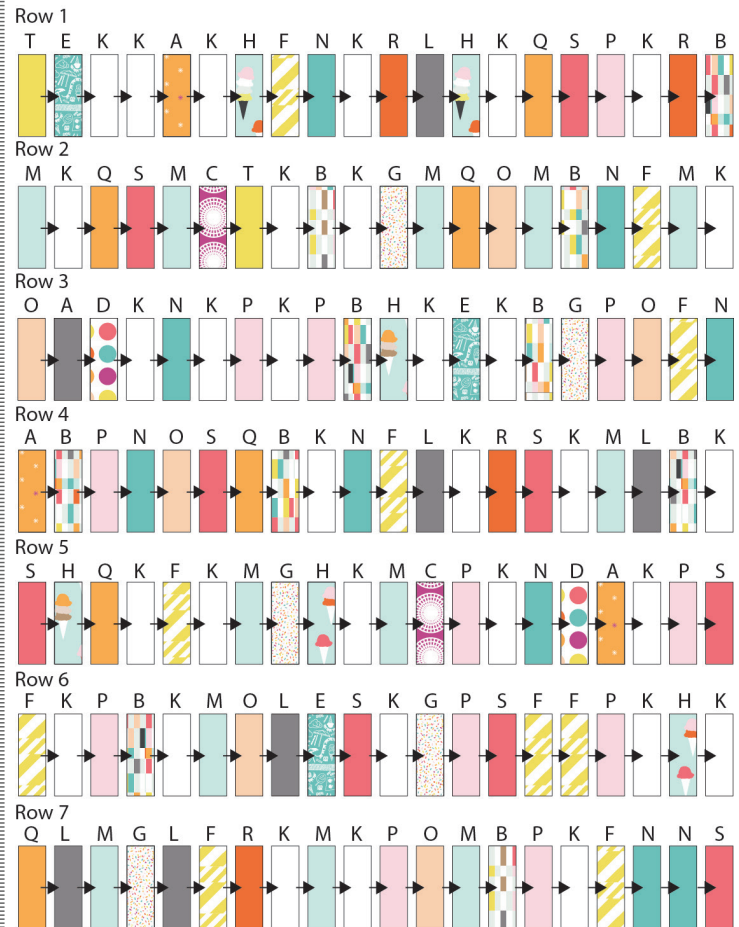 Row 1
T E K K A K H F N K R L H K Q S P K R B
Row 2
M K Q S M C T K B K G M Q O M B N F M K
Row 3
O A D K N K P K P B H K E K B G P O F N
Row 4
A B P N O S Q B K N F L K R S K M L B K
Row 5
S H Q K F K M G H K M C P K N D A K P S
Row 6
F K P B K M O L E S K G P S F F P K H K
Row 7
Q L M G L F R K M K P O M B P K F N N S